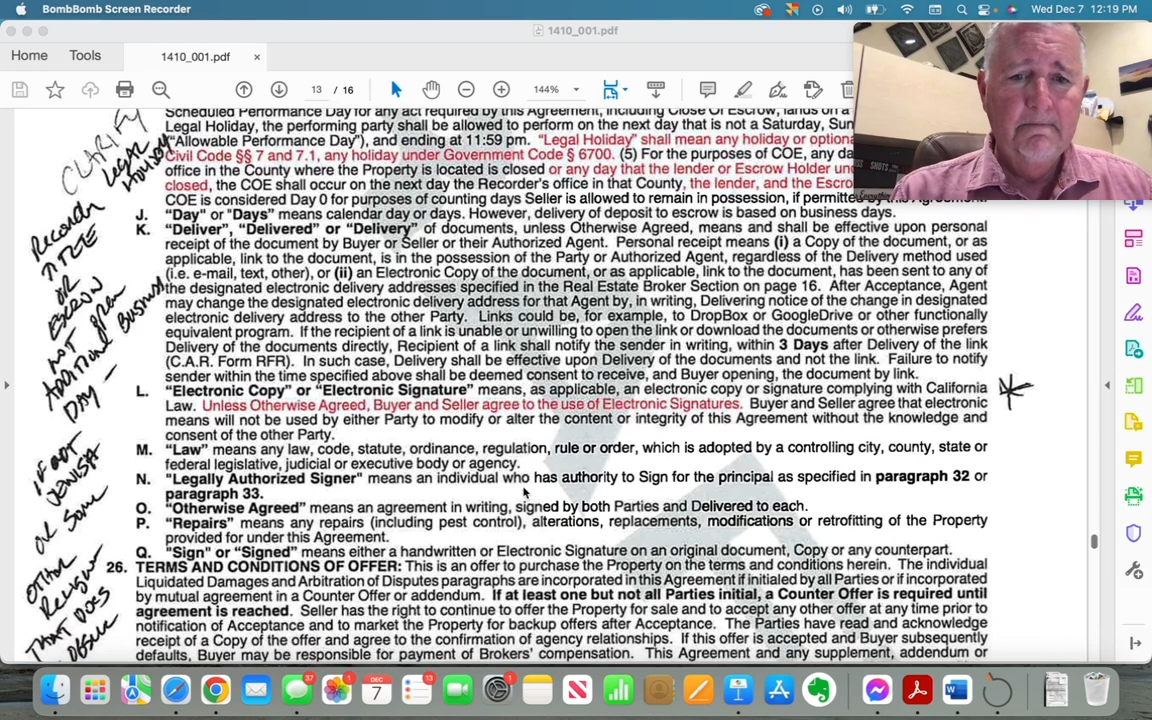 BombBomb Screen Recorder
Wed Dec 7 12:19 PM
1410_001.pdf
Home Tools 1410_001.pdf ×
13 / 16 144%
Scheduled Performance Day for any act required by this Agreement, including Close Of Escrow, lands on a
Legal Holiday, the performing party shall be allowed to perform on the next day that is not a Saturday, Sun
("Allowable Performance Day"), and ending at 11:59 pm. "Legal Holiday" shall mean any holiday or optiona
Civil Code §§ 7 and 7.1, any holiday under Government Code § 6700. (5) For the purposes of COE, any da
office in the County where the Property is located is closed or any day that the lender or Escrow Holder un
closed, the COE shall occur on the next day the Recorder's office in that County, the lender, and the Escro
COE is considered Day 0 for purposes of counting days Seller is allowed to remain in possession, if permitted by this Agreement.
J. "Day" or "Days" means calendar day or days. However, delivery of deposit to escrow is based on business days.
K. "Deliver", "Delivered" or "Delivery" of documents, unless Otherwise Agreed, means and shall be effective upon personal
receipt of the document by Buyer or Seller or their Authorized Agent. Personal receipt means (i) a Copy of the document, or as
applicable, link to the document, is in the possession of the Party or Authorized Agent, regardless of the Delivery method used
(i.e. e-mail, text, other), or (ii) an Electronic Copy of the document, or as applicable, link to the document, has been sent to any of
the designated electronic delivery addresses specified in the Real Estate Broker Section on page 16. After Acceptance, Agent
may change the designated electronic delivery address for that Agent by, in writing, Delivering notice of the change in designated
electronic delivery address to the other Party. Links could be, for example, to DropBox or GoogleDrive or other functionally
equivalent program. If the recipient of a link is unable or unwilling to open the link or download the documents or otherwise prefers
Delivery of the documents directly, Recipient of a link shall notify the sender in writing, within 3 Days after Delivery of the link
(C.A.R. Form RFR). In such case, Delivery shall be effective upon Delivery of the documents and not the link. Failure to notify
sender within the time specified above shall be deemed consent to receive, and Buyer opening, the document by link.
L. "Electronic Copy" or "Electronic Signature" means, as applicable, an electronic copy or signature complying with California
Law. Unless Otherwise Agreed, Buyer and Seller agree to the use of Electronic Signatures. Buyer and Seller agree that electronic
means will not be used by either Party to modify or alter the content or integrity of this Agreement without the knowledge and
consent of the other Party.
M. "Law" means any law, code, statute, ordinance, regulation, rule or order, which is adopted by a controlling city, county, state or
federal legislative, judicial or executive body or agency.
N. "Legally Authorized Signer" means an individual who has authority to Sign for the principal as specified in paragraph 32 or
paragraph 33.
O. "Otherwise Agreed" means an agreement in writing, signed by both Parties and Delivered to each.
P. "Repairs" means any repairs (including pest control), alterations, replacements, modifications or retrofitting of the Property
provided for under this Agreement.
Q. "Sign" or "Signed" means either a handwritten or Electronic Signature on an original document, Copy or any counterpart.
26. TERMS AND CONDITIONS OF OFFER: This is an offer to purchase the Property on the terms and conditions herein. The individual
Liquidated Damages and Arbitration of Disputes paragraphs are incorporated in this Agreement if initialed by all Parties or if incorporated
by mutual agreement in a Counter Offer or addendum. If at least one but not all Parties initial, a Counter Offer is required until
agreement is reached. Seller has the right to continue to offer the Property for sale and to accept any other offer at any time prior to
notification of Acceptance and to market the Property for backup offers after Acceptance. The Parties have read and acknowledge
receipt of a Copy of the offer and agree to the confirmation of agency relationships. If this offer is accepted and Buyer subsequently
defaults, Buyer may be responsible for payment of Brokers' compensation. This Agreement and any supplement, addendum or
CLARIFY
LEGAL
HOLIDAY
OR
ESCROW
NOT
BUSINESS
DAY -
OR SOME
OTHER
THAT DOES
SHOTS
DEC
7
37
1
13
1